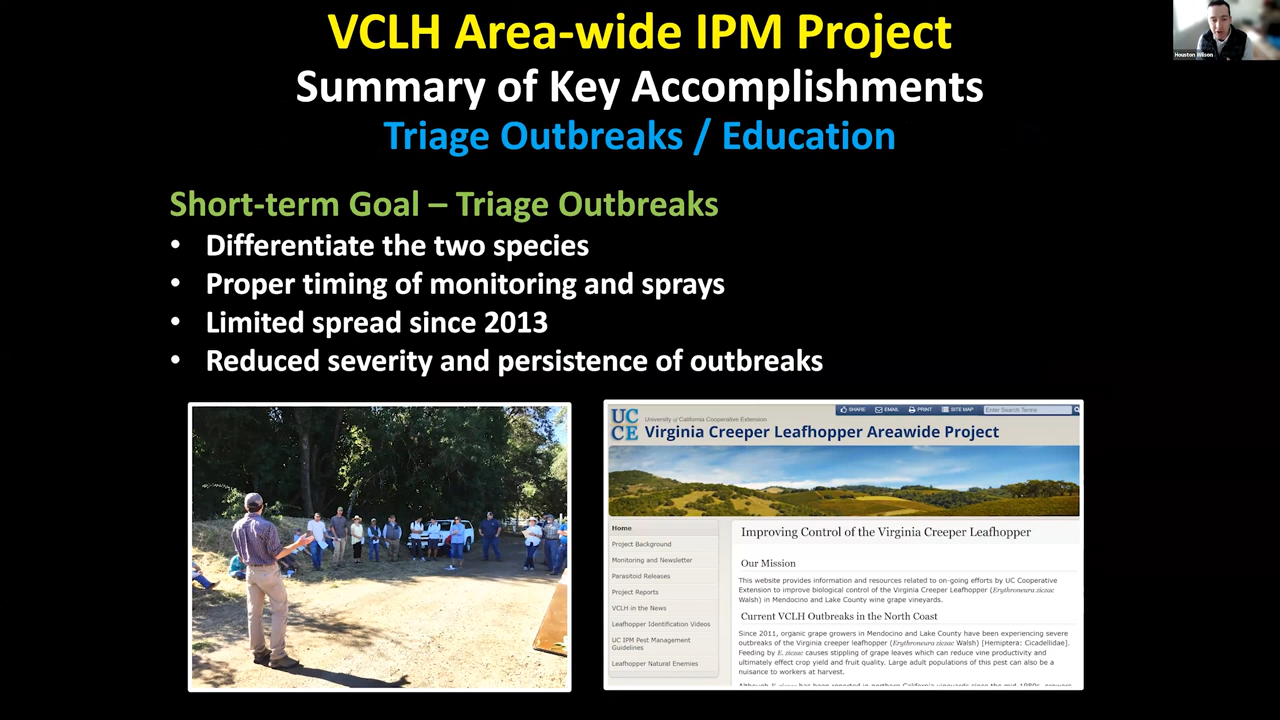 VCLH Area-wide IPM Project
Summary of Key Accomplishments
Triage Outbreaks / Education
Houston Wilson
Short-term Goal – Triage Outbreaks
• Differentiate the two species
• Proper timing of monitoring and sprays
• Limited spread since 2013
• Reduced severity and persistence of outbreaks
SHARE EMAIL PRINT SITE MAP Enter Search Terms
UC
CE
University of California Cooperative Extension
Virginia Creeper Leafhopper Areawide Project
Home
Project Background
Monitoring and Newsletter
Parasitoid Releases
Project Reports
VCLH in the News
Leafhopper Identification Videos
UC IPM Pest Management
Guidelines
Leafhopper Natural Enemies
Improving Control of the Virginia Creeper Leafhopper
Our Mission
This website provides information and resources related to on-going efforts by UC Cooperative
Extension to improve biological control of the Virginia Creeper Leafhopper (Erythroneura ziczac
Walsh) in Mendocino and Lake County wine grape vineyards.
Current VCLH Outbreaks in the North Coast
Since 2011, organic grape growers in Mendocino and Lake County have been experiencing severe
outbreaks of the Virginia creeper leafhopper (Erythroneura ziczac Walsh) [Hemiptera: Cicadellidae].
Feeding by E. ziczac causes stippling of grape leaves which can reduce vine productivity and
ultimately effect crop yield and fruit quality. Large adult populations of this pest can also be a
nuisance to workers at harvest.